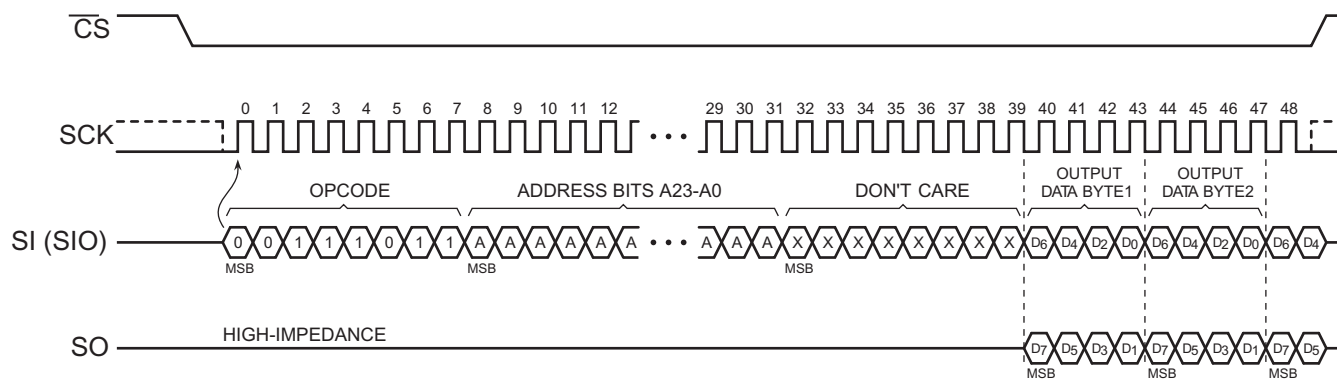 CS
0 1 2 3 4 5 6 7 8 9 10 11 12 29 30 31 32 33 34 35 36 37 38 39 40 41 42 43 44 45 46 47 48
SCK
OPCODE ADDRESS BITS A23-A0 DON'T CARE OUTPUT DATA BYTE1 OUTPUT DATA BYTE2
SI (SIO) 0 0 1 1 1 0 1 1 A A A A A A A A A X X X X X X X X D6 D4 D2 D0 D6 D4 D2 D0 D6 D4
MSB MSB MSB
HIGH-IMPEDANCE
SO D7 D5 D3 D1 D7 D5 D3 D1 D7 D5
MSB MSB MSB